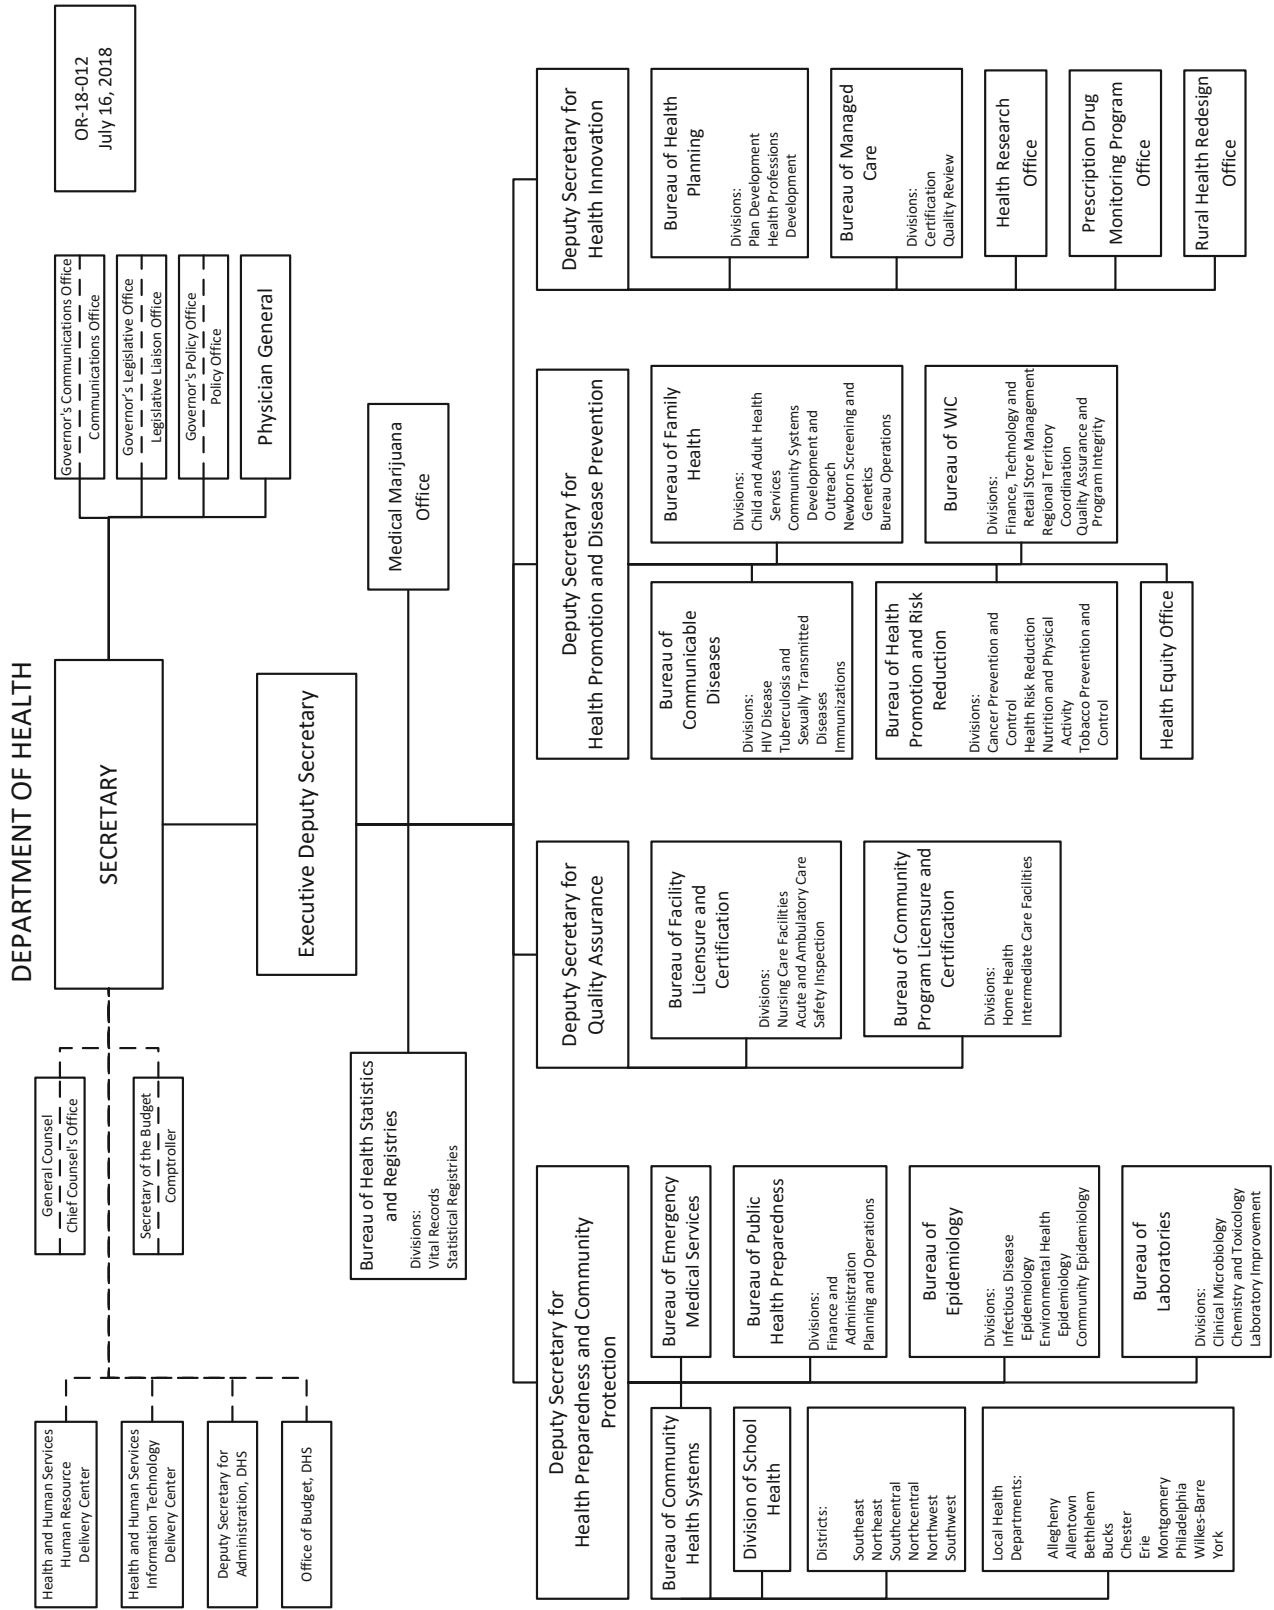 DEPARTMENT OF HEALTH
OR-18-012
July 16, 2018
SECRETARY
Health and Human Services
Human Resource
Delivery Center
Health and Human Services
Information Technology
Delivery Center
Deputy Secretary for
Administration, DHS
Office of Budget, DHS
General Counsel
Chief Counsel's Office
Secretary of the Budget
Comptroller
Governor's Communications Office
Communications Office
Governor's Legislative Office
Legislative Liaison Office
Governor's Policy Office
Policy Office
Physician General
Executive Deputy Secretary
Bureau of Health Statistics
and Registries
Divisions:
Vital Records
Statistical Registries
Medical Marijuana
Office
Deputy Secretary for
Health Preparedness and Community
Protection
Bureau of Community
Health Systems
Division of School
Health
Districts:
Southeast
Northeast
Southcentral
Northcentral
Northwest
Southwest
Local Health
Departments:
Allegheny
Allentown
Bethlehem
Bucks
Chester
Erie
Montgomery
Philadelphia
Wilkes-Barre
York
Bureau of Emergency
Medical Services
Bureau of Public
Health Preparedness
Divisions:
Finance and
Administration
Planning and Operations
Bureau of
Epidemiology
Divisions:
Infectious Disease
Epidemiology
Environmental Health
Epidemiology
Community Epidemiology
Bureau of
Laboratories
Divisions:
Clinical Microbiology
Chemistry and Toxicology
Laboratory Improvement
Deputy Secretary for
Quality Assurance
Bureau of Facility
Licensure and
Certification
Divisions:
Nursing Care Facilities
Acute and Ambulatory Care
Safety Inspection
Bureau of Community
Program Licensure and
Certification
Divisions:
Home Health
Intermediate Care Facilities
Deputy Secretary for
Health Promotion and Disease Prevention
Bureau of
Communicable
Diseases
Divisions:
HIV Disease
Tuberculosis and
Sexually Transmitted
Diseases
Immunizations
Bureau of Health
Promotion and Risk
Reduction
Divisions:
Cancer Prevention and
Control
Health Risk Reduction
Nutrition and Physical
Activity
Tobacco Prevention and
Control
Health Equity Office
Bureau of Family
Health
Divisions:
Child and Adult Health
Services
Community Systems
Development and
Outreach
Newborn Screening and
Genetics
Bureau Operations
Bureau of WIC
Divisions:
Finance, Technology and
Retail Store Management
Regional Territory
Coordination
Quality Assurance and
Program Integrity
Deputy Secretary for
Health Innovation
Bureau of Health
Planning
Divisions:
Plan Development
Health Professions
Development
Bureau of Managed
Care
Divisions:
Certification
Quality Review
Health Research
Office
Prescription Drug
Monitoring Program
Office
Rural Health Redesign
Office